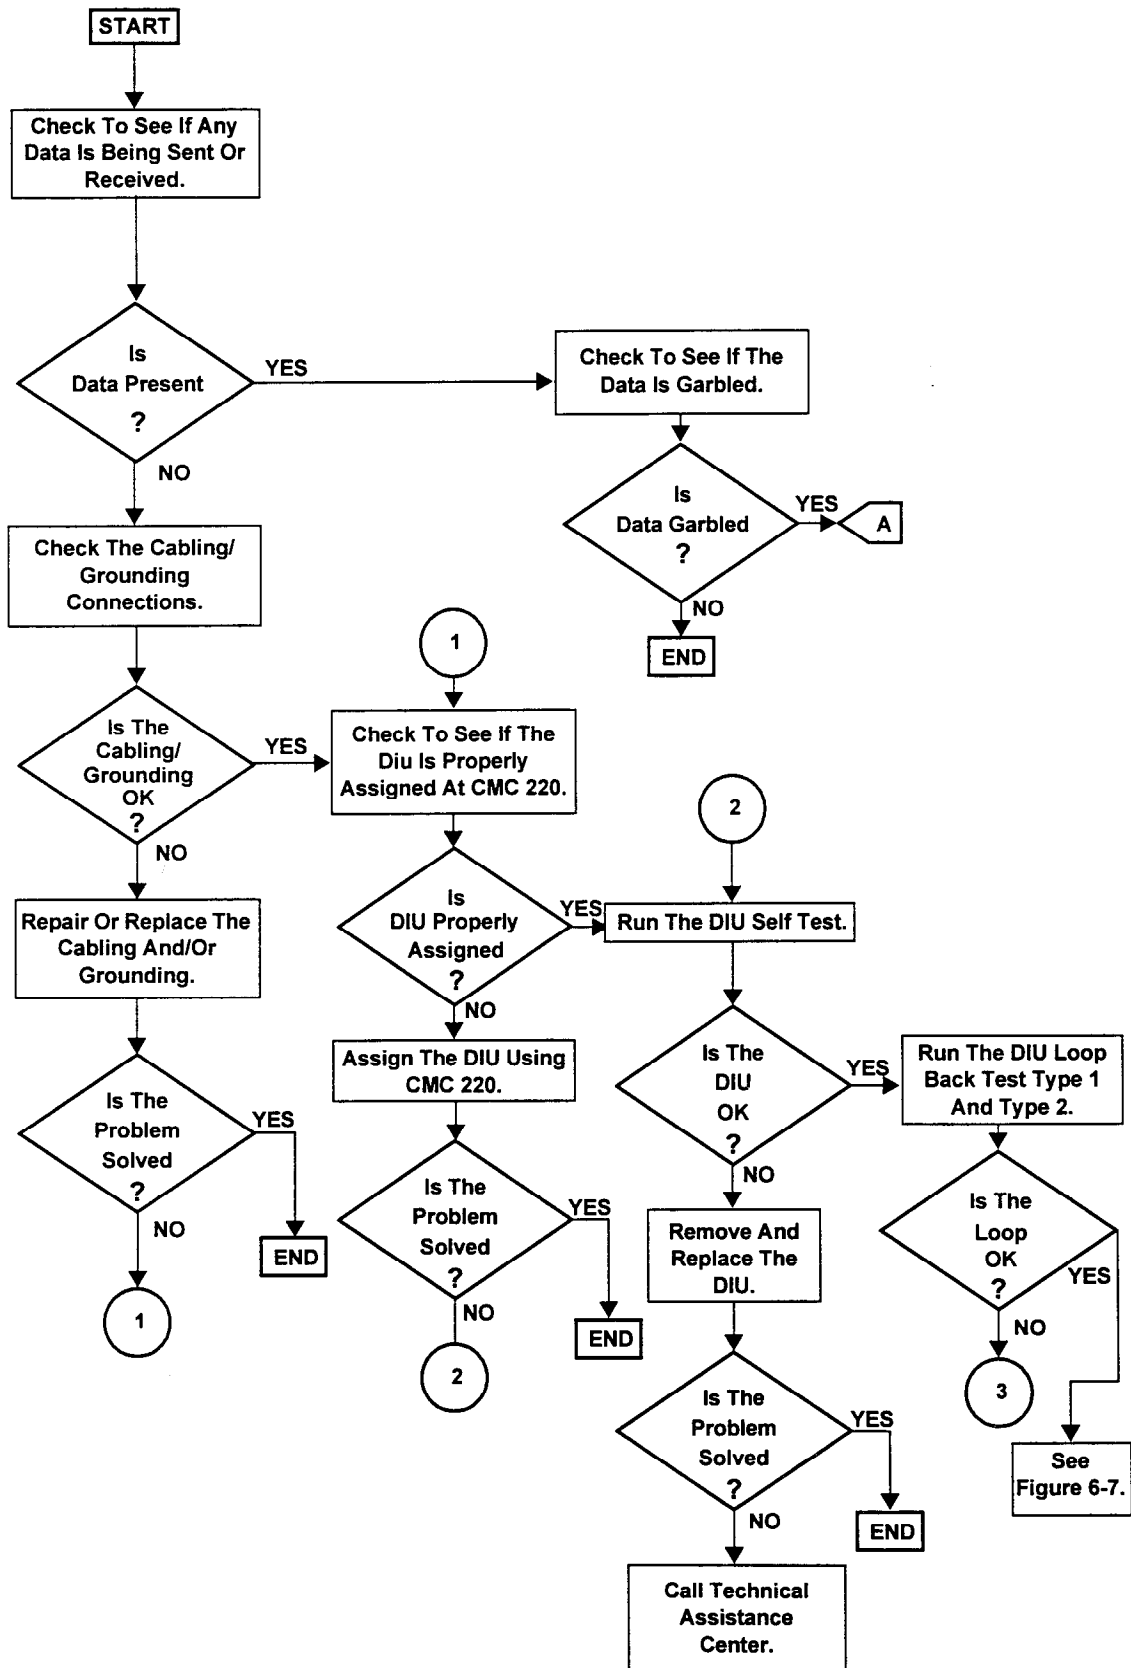 START
Check To See If Any
Data Is Being Sent Or
Received.
Is
Data Present
?
YES
NO
Check To See If The
Data Is Garbled.
Is
Data Garbled
?
YES
A
NO
END
Check The Cabling/
Grounding
Connections.
Is The
Cabling/
Grounding
OK
?
YES
NO
1
Check To See If The
Diu Is Properly
Assigned At CMC 220.
Repair Or Replace The
Cabling And/Or
Grounding.
Is The
Problem
Solved
?
YES
END
NO
1
Is
DIU Properly
Assigned
?
YES
NO
Assign The DIU Using
CMC 220.
Is The
Problem
Solved
?
YES
END
NO
2
2
Run The DIU Self Test.
Is The
DIU
OK
?
YES
NO
Remove And
Replace The
DIU.
Is The
Problem
Solved
?
YES
END
NO
Call Technical
Assistance
Center.
Run The DIU Loop
Back Test Type 1
And Type 2.
Is The
Loop
OK
?
YES
NO
3
See
Figure 6-7.